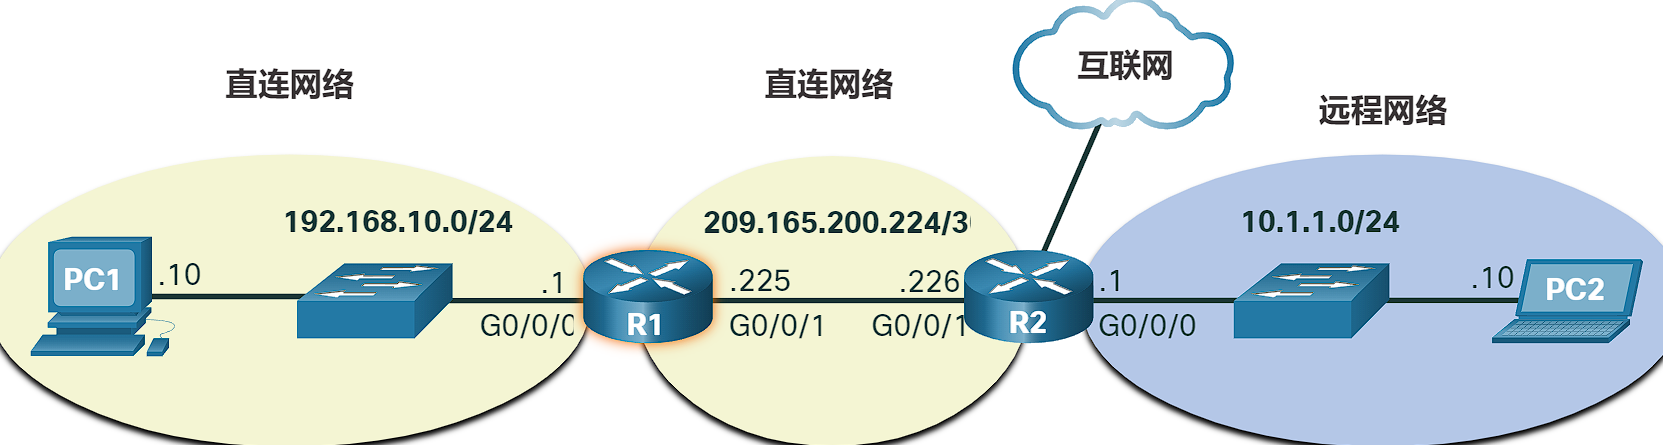 互联网
直连网络
直连网络
远程网络
192.168.10.0/24
209.165.200.224/3
10.1.1.0/24
PC1
.10
.1
R1
.225
.226
R2
.1
.10
PC2
G0/0/0
G0/0/1
G0/0/1
G0/0/0